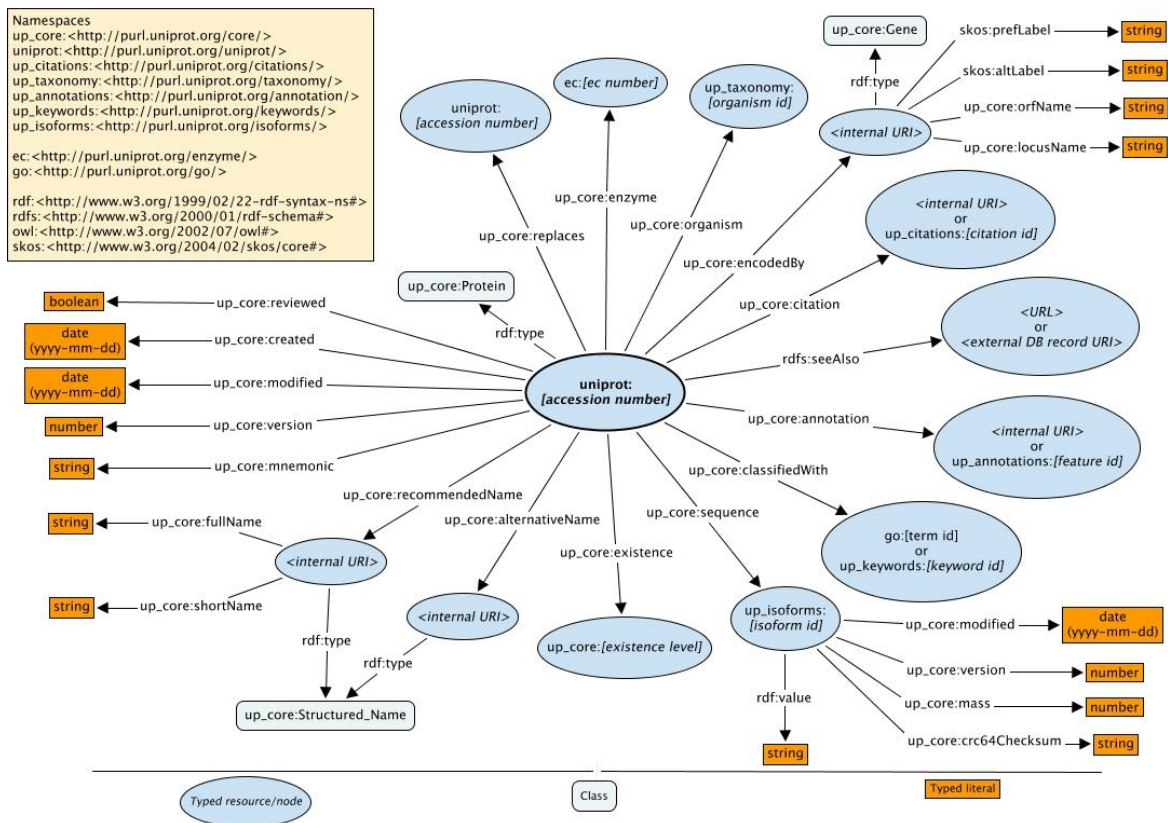 Namespaces
up_core:<http://purl.uniprot.org/core/>
uniprot:<http://purl.uniprot.org/uniprot/>
up_citations:<http://purl.uniprot.org/citations/>
up_taxonomy:<http://purl.uniprot.org/taxonomy/>
up_annotations:<http://purl.uniprot.org/annotation/>
up_keywords:<http://purl.uniprot.org/keywords/>
up_isoforms:<http://purl.uniprot.org/isoforms/>
ec:<http://purl.uniprot.org/enzyme/>
go:<http://purl.uniprot.org/go/>
rdf:<http://www.w3.org/1999/02/22-rdf-syntax-ns#>
rdfs:<http://www.w3.org/2000/01/rdf-schema#>
owl:<http://www.w3.org/2002/07/owl#>
skos:<http://www.w3.org/2004/02/skos/core#>
uniprot:
[accession number]
ec:[ec number]
up_taxonomy:
[organism id]
up_core:Gene
rdf:type
<internal URI>
skos:prefLabel
string
skos:altLabel
string
up_core:orfName
string
up_core:locusName
string
up_core:replaces
up_core:enzyme
up_core:organism
up_core:encodedBy
<internal URI>
or
up_citations:[citation id]
up_core:citation
up_core:Protein
rdf:type
<URL>
or
<external DB record URI>
rdfs:seeAlso
boolean
up_core:reviewed
date
(yyyy-mm-dd)
up_core:created
date
(yyyy-mm-dd)
up_core:modified
number
up_core:version
string
up_core:mnemonic
uniprot:
[accession number]
up_core:annotation
<internal URI>
or
up_annotations:[feature id]
up_core:classifiedWith
go:[term id]
or
up_keywords:[keyword id]
up_core:recommendedName
up_core:alternativeName
up_core:existence
up_core:sequence
string
up_core:fullName
<internal URI>
string
up_core:shortName
rdf:type
<internal URI>
rdf:type
up_core:Structured_Name
up_core:[existence level]
up_isoforms:
[isoform id]
up_core:modified
date
(yyyy-mm-dd)
up_core:version
number
up_core:mass
number
up_core:crc64Checksum
string
rdf:value
string
Typed resource/node
Class
Typed literal